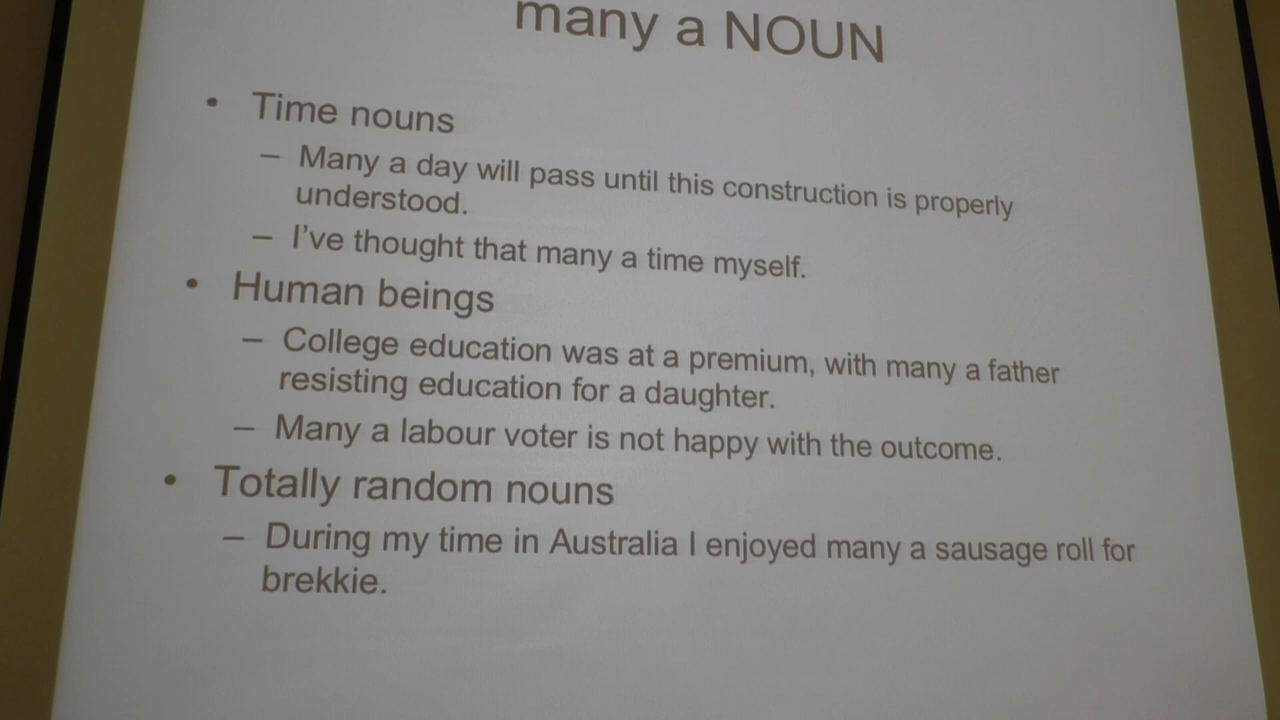 many a NOUN
• Time nouns
– Many a day will pass until this construction is properly
understood.
– I've thought that many a time myself.
• Human beings
– College education was at a premium, with many a father
resisting education for a daughter.
– Many a labour voter is not happy with the outcome.
• Totally random nouns
– During my time in Australia I enjoyed many a sausage roll for
brekkie.